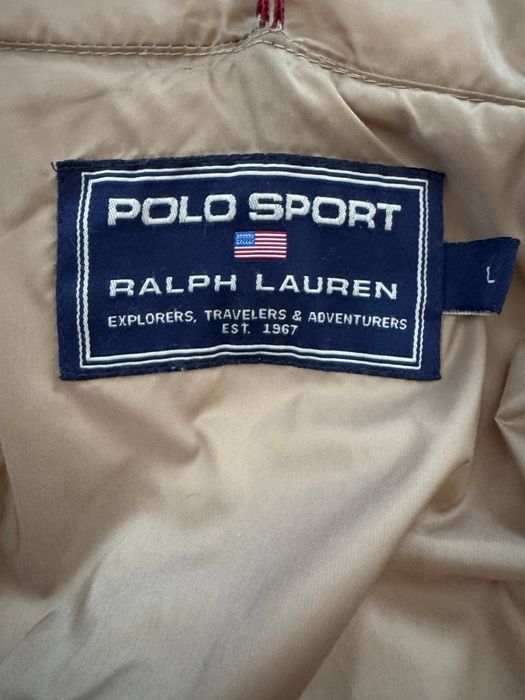 POLO SPORT
RALPH LAUREN
EXPLORERS, TRAVELERS & ADVENTURERS
EST. 1967
L